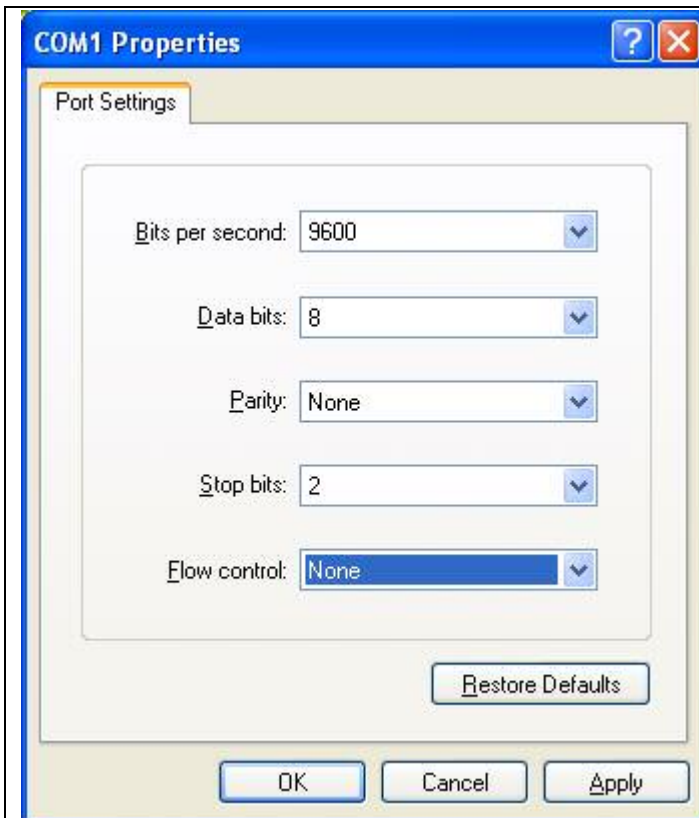 COM1 Properties
Port Settings
Bits per second: 9600
Data bits: 8
Parity: None
Stop bits: 2
Flow control: None
Restore Defaults
OK Cancel Apply